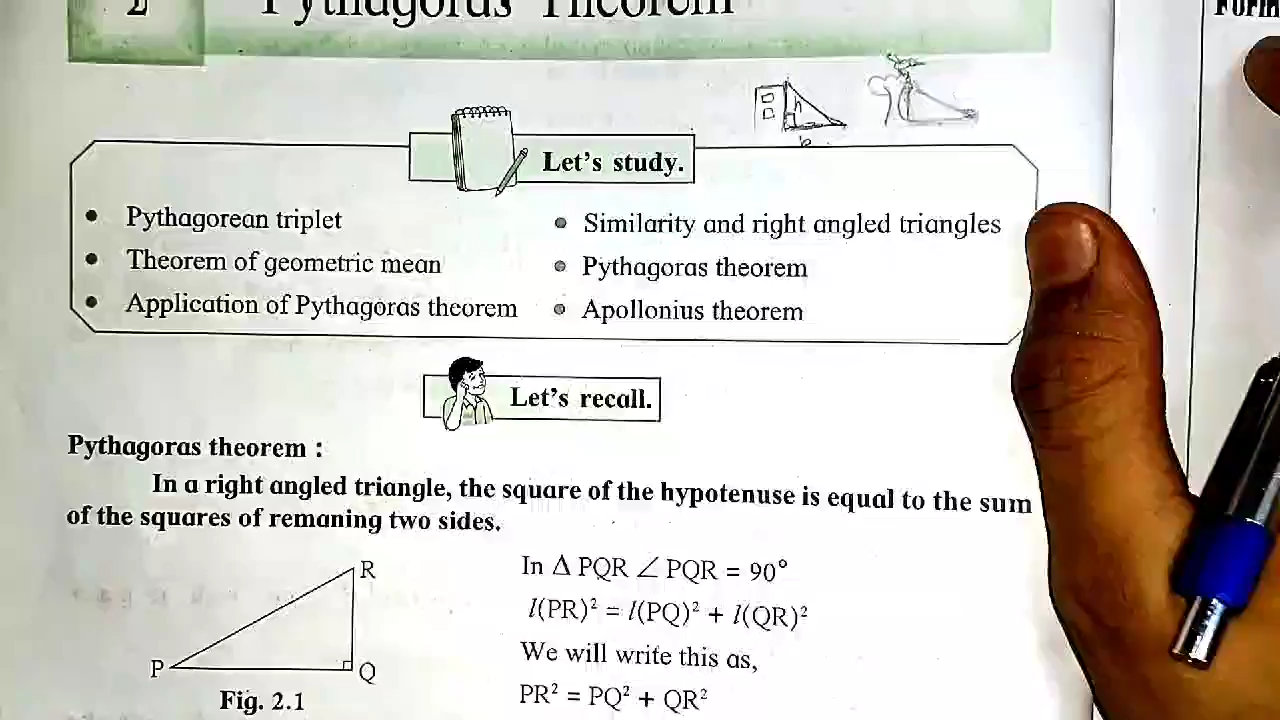 2 Pythagoras Theorem
Let's study.
• Pythagorean triplet
• Similarity and right angled triangles
• Theorem of geometric mean
• Pythagoras theorem
• Application of Pythagoras theorem
• Apollonius theorem
Let's recall.
Pythagoras theorem :
In a right angled triangle, the square of the hypotenuse is equal to the sum
of the squares of remaning two sides.
In Δ PQR ∠ PQR = 90°
l(PR)² = l(PQ)² + l(QR)²
We will write this as,
PR² = PQ² + QR²
R
P
Q
Fig. 2.1
h
b